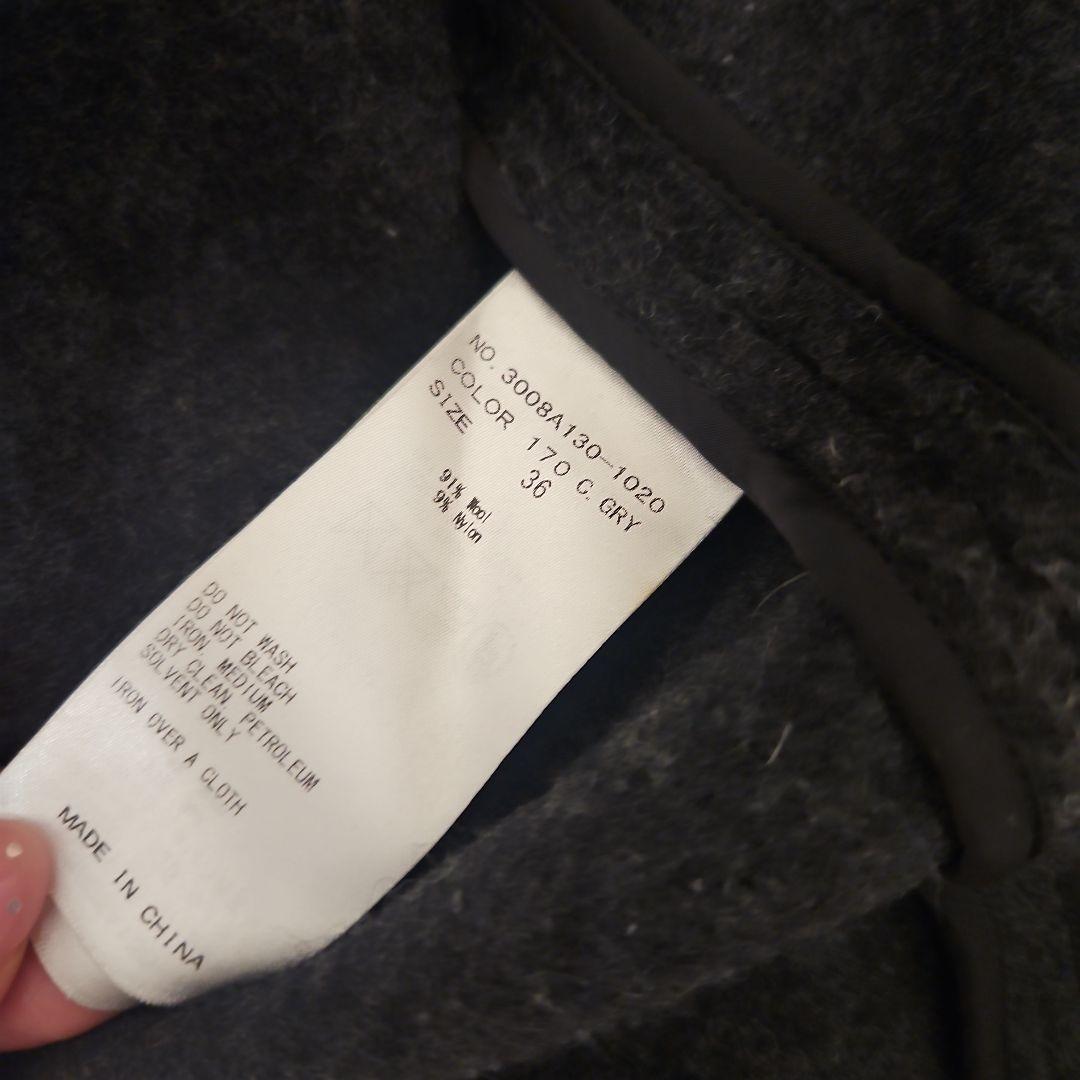 NO. 3008A130-1020
COLOR 170 C. GRY
SIZE 36
91% Wool
9% Nylon
DO NOT WASH
DO NOT BLEACH
IRON, MEDIUM
DRY CLEAN, PETROLEUM
SOLVENT ONLY
IRON OVER A CLOTH
MADE IN CHINA